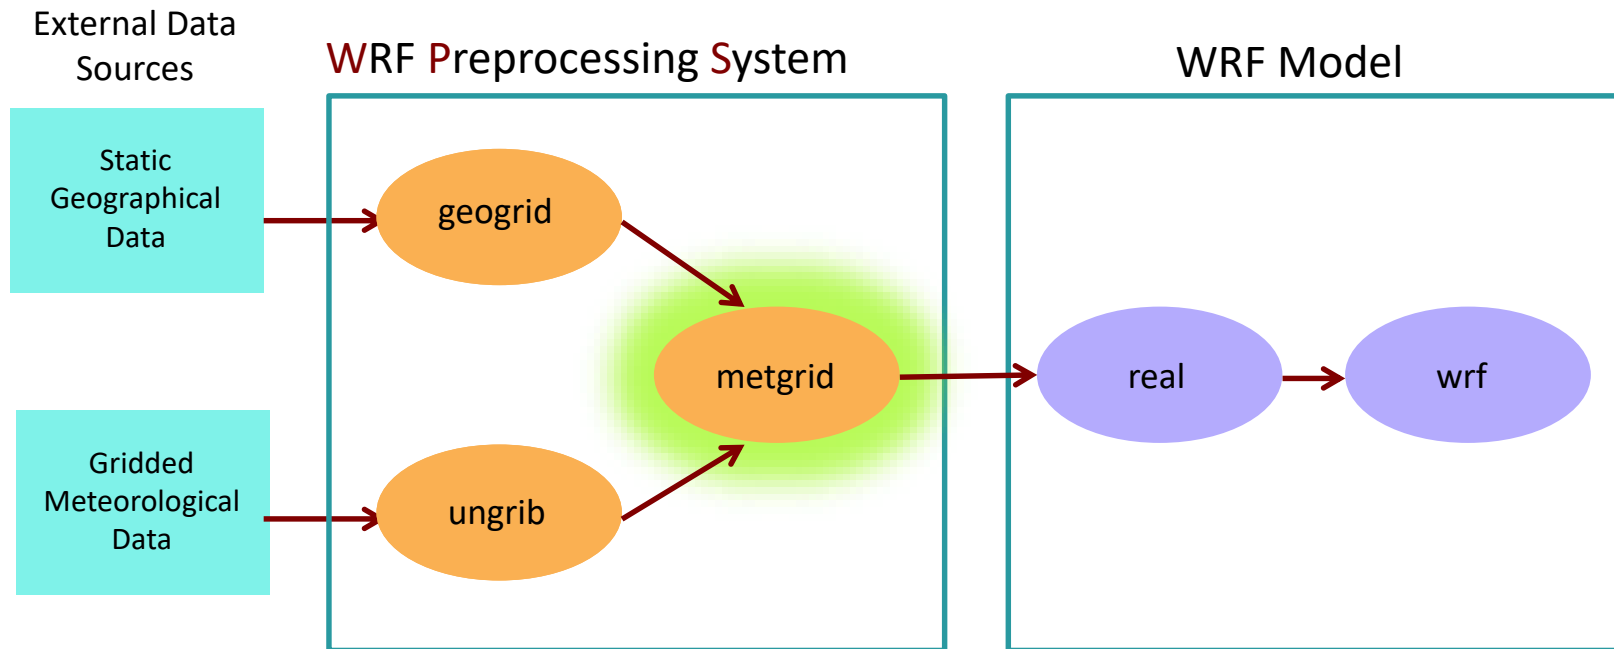 External Data
Sources
WRF Preprocessing System
WRF Model
Static
Geographical
Data
geogrid
metgrid
real
wrf
Gridded
Meteorological
Data
ungrib